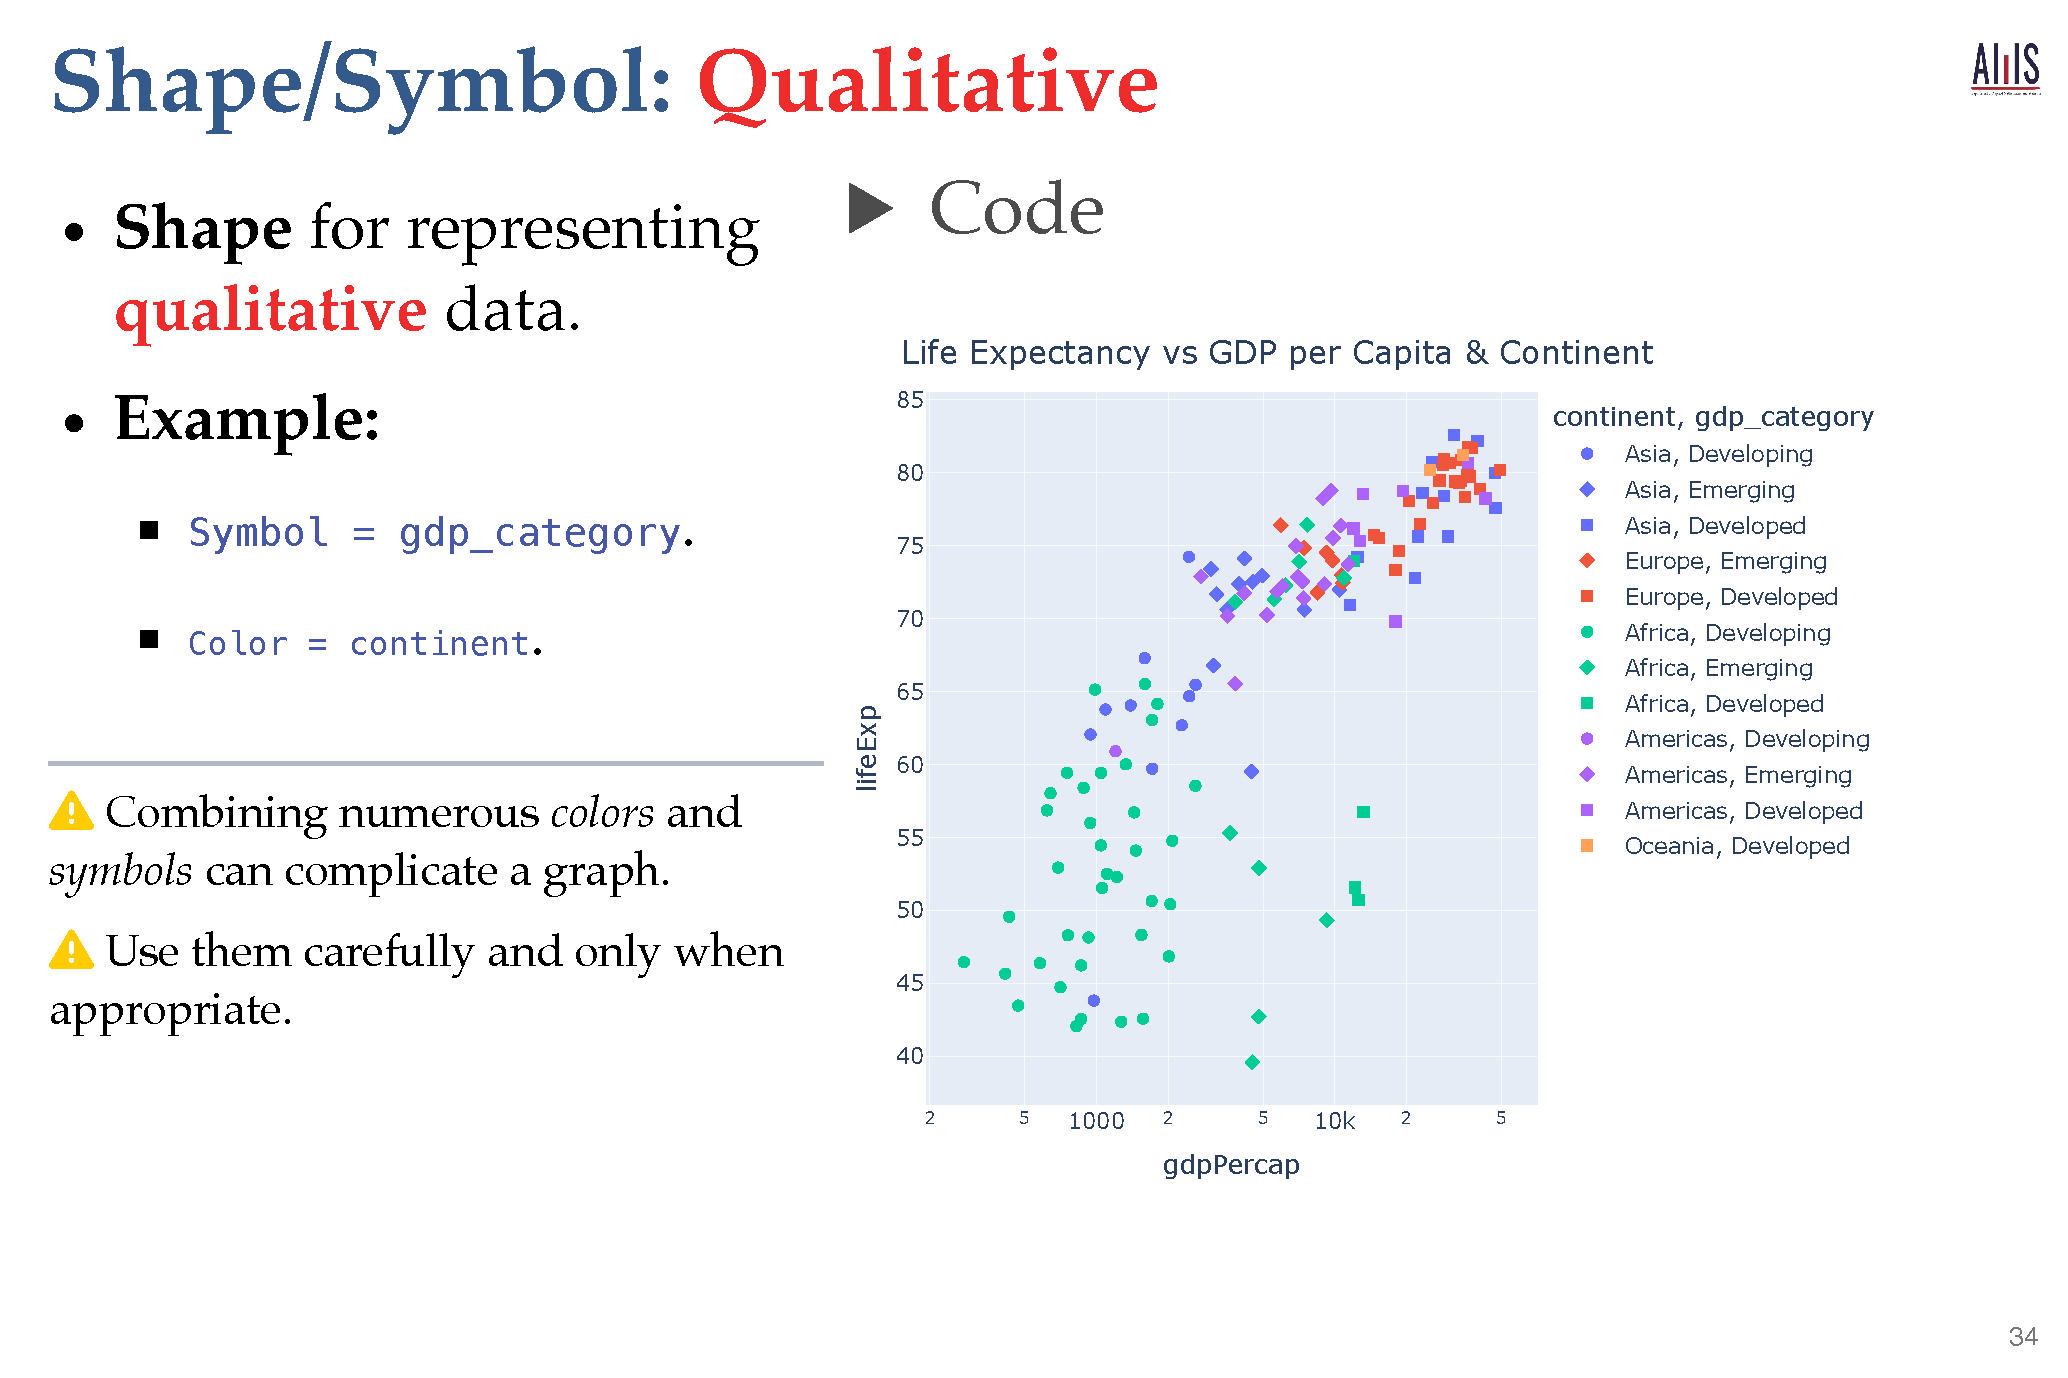 Shape/Symbol: Qualitative
AMIS
• Shape for representing
qualitative data.
• Example:
▪ Symbol = gdp_category.
▪ Color = continent.
Combining numerous colors and
symbols can complicate a graph.
Use them carefully and only when
appropriate.
▶ Code
Life Expectancy vs GDP per Capita & Continent
85
80
75
70
65
60
55
50
45
40
lifeExp
2 5 1000 2 5 10k 2 5
gdpPercap
continent, gdp_category
Asia, Developing
Asia, Emerging
Asia, Developed
Europe, Emerging
Europe, Developed
Africa, Developing
Africa, Emerging
Africa, Developed
Americas, Developing
Americas, Emerging
Americas, Developed
Oceania, Developed
34